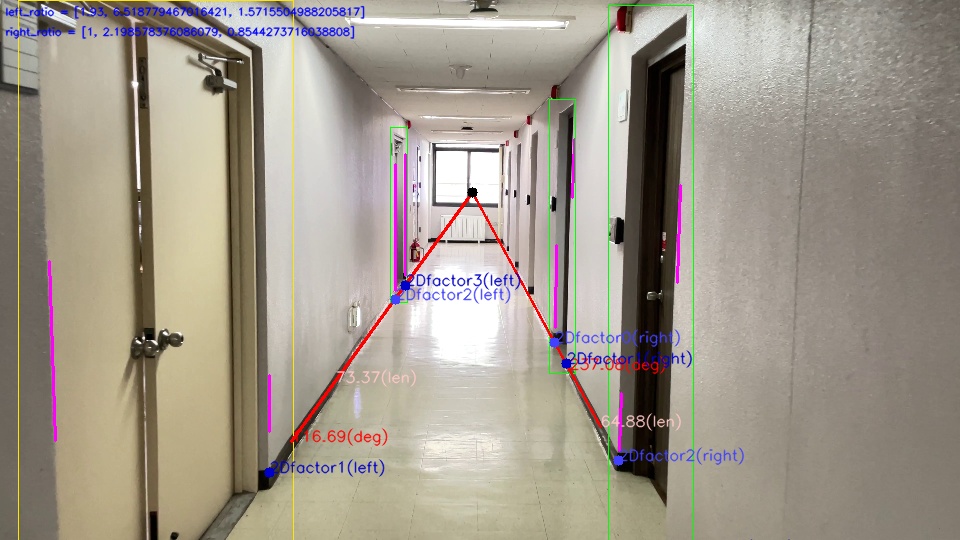 left_ratio = [1.93, 6.518779467016421, 1.5715504988205817]
right_ratio = [1, 2.198578376086079, 0.8544273716038808]
2Dfactor3(left)
2Dfactor2(left)
2Dfactor0(right)
2Dfactor1(right)
237.06(deg)
73.37(len)
64.88(len)
16.69(deg)
2Dfactor2(right)
2Dfactor1(left)